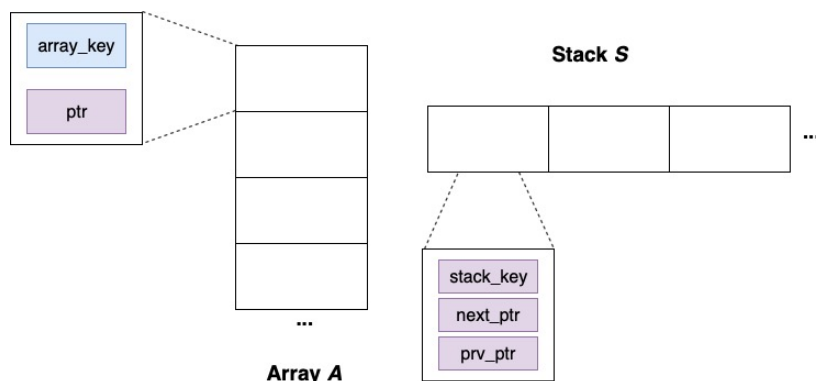 array_key
ptr
Stack S
...
stack_key
next_ptr
prv_ptr
...
Array A